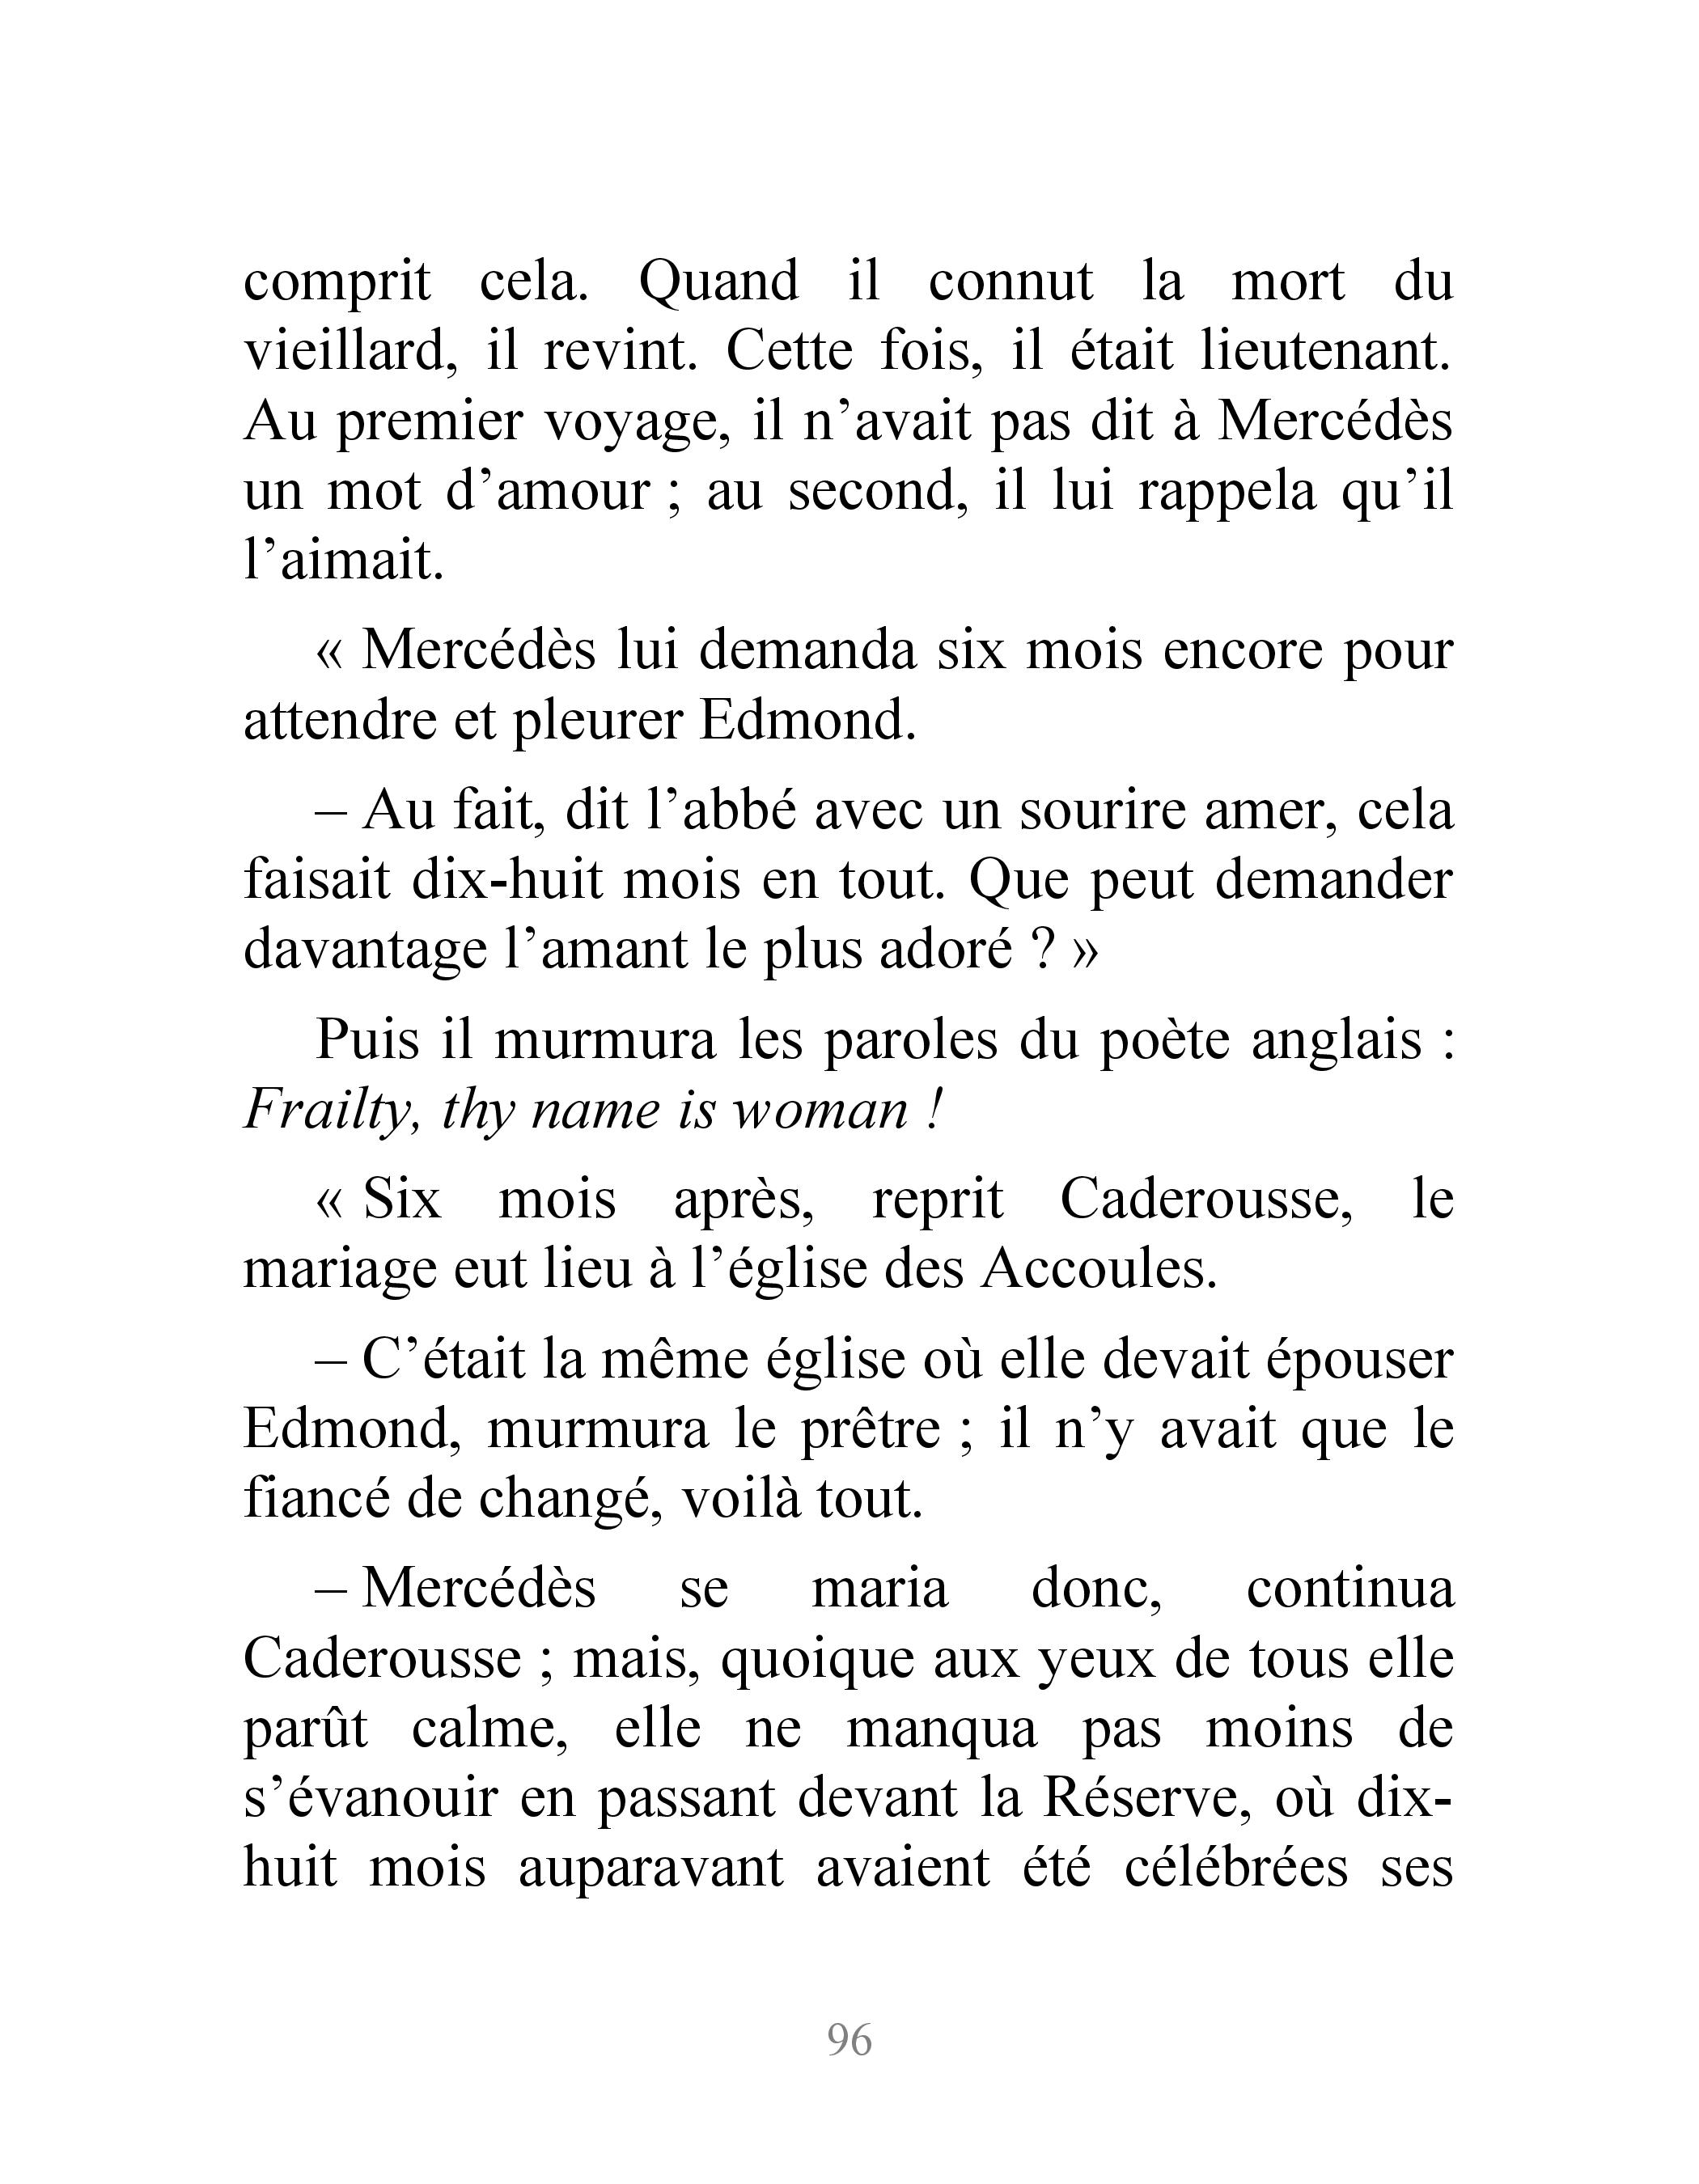 comprit cela. Quand il connut la mort du
vieillard, il revint. Cette fois, il était lieutenant.
Au premier voyage, il n’avait pas dit à Mercédès
un mot d’amour ; au second, il lui rappela qu’il
l’aimait.
« Mercédès lui demanda six mois encore pour
attendre et pleurer Edmond.
– Au fait, dit l’abbé avec un sourire amer, cela
faisait dix-huit mois en tout. Que peut demander
davantage l’amant le plus adoré ? »
Puis il murmura les paroles du poète anglais :
Frailty, thy name is woman !
« Six mois après, reprit Caderousse, le
mariage eut lieu à l’église des Accoules.
– C’était la même église où elle devait épouser
Edmond, murmura le prêtre ; il n’y avait que le
fiancé de changé, voilà tout.
– Mercédès se maria donc, continua
Caderousse ; mais, quoique aux yeux de tous elle
parût calme, elle ne manqua pas moins de
s’évanouir en passant devant la Réserve, où dix-
huit mois auparavant avaient été célébrées ses
96